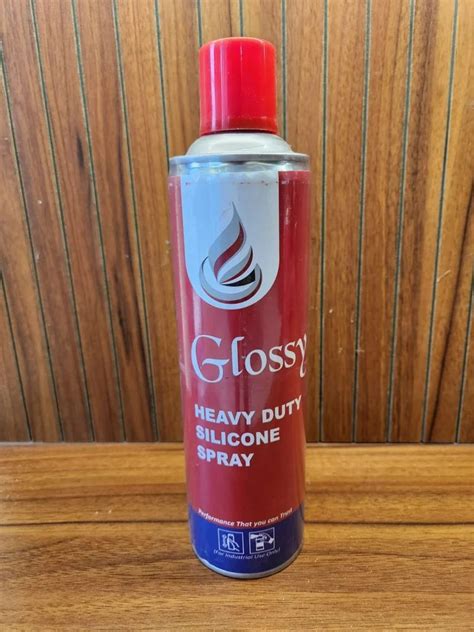 Glossy
HEAVY DUTY
SILICONE
SPRAY
Performance That you can Trust
(For Industrial Use Only)